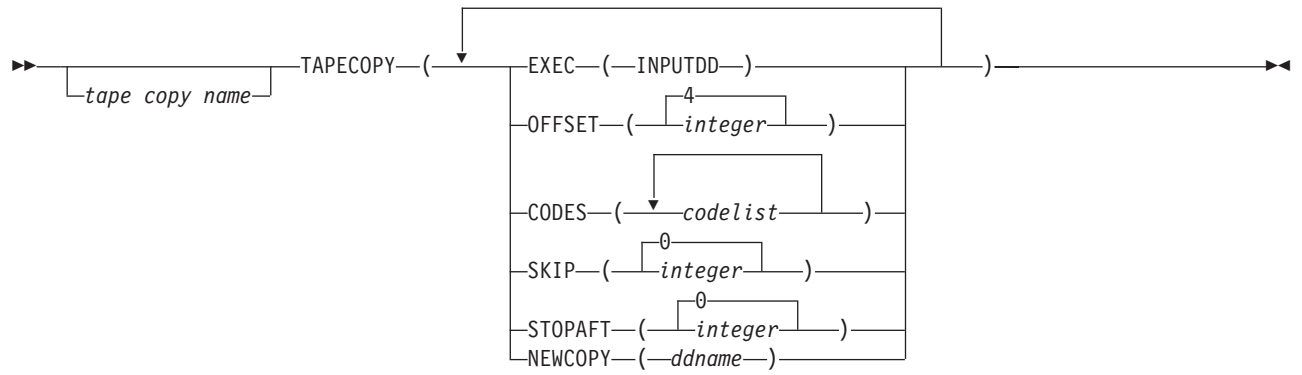 TAPECOPY ( EXEC ( INPUTDD ) )
tape copy name
4
OFFSET ( integer )
CODES ( codelist )
0
SKIP ( integer )
0
STOPAFT ( integer )
NEWCOPY ( ddname )